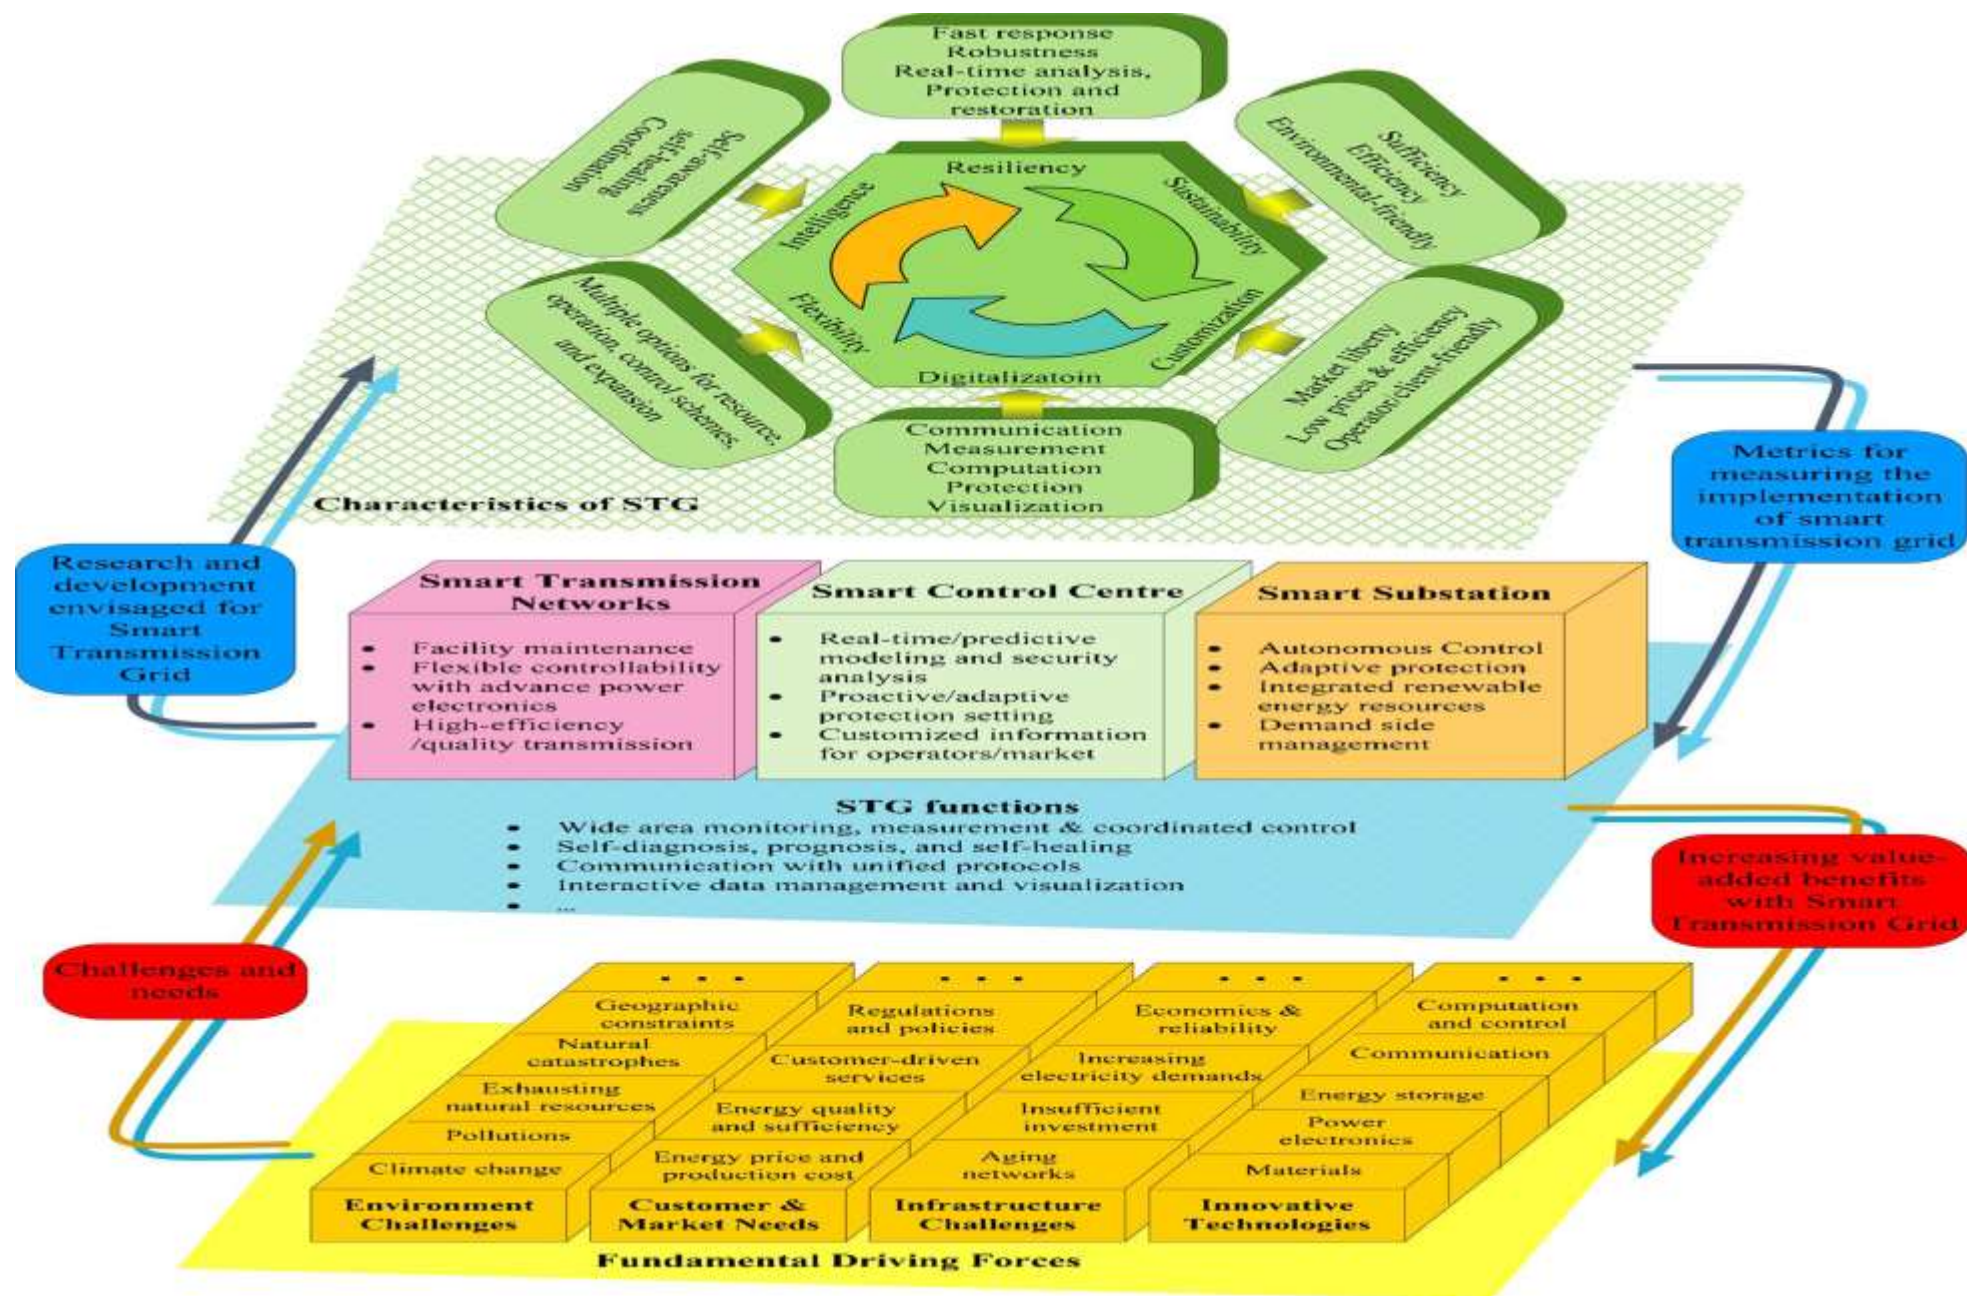 Fast response
Robustness
Real-time analysis,
Protection and
restoration
Self-awareness
self-healing
Coordination
Sufficiency
Efficiency
Environmental-friendly
Resiliency
Intelligence
Sustainability
Flexibility
Customization
Digitalizatoin
Multiple options for resource,
operation, control schemes,
and expansion
Market liberty
Low prices & efficiency
Operator/client-friendly
Communication
Measurement
Computation
Protection
Visualization
Characteristics of STG
Metrics for
measuring the
implementation
of smart
transmission grid
Research and
development
envisaged for
Smart
Transmission
Grid
Smart Transmission
Networks
• Facility maintenance
• Flexible controllability
with advance power
electronics
• High-efficiency
/quality transmission
Smart Control Centre
• Real-time/predictive
modeling and security
analysis
• Proactive/adaptive
protection setting
• Customized information
for operators/market
Smart Substation
• Autonomous Control
• Adaptive protection
• Integrated renewable
energy resources
• Demand side
management
STG functions
• Wide area monitoring, measurement & coordinated control
• Self-diagnosis, prognosis, and self-healing
• Communication with unified protocols
• Interactive data management and visualization
• ...
Increasing value-
added benefits
with Smart
Transmission Grid
Challenges and
needs
• • •
Geographic
constraints
Natural
catastrophes
Exhausting
natural resources
Pollutions
Climate change
Environment
Challenges
• • •
Regulations
and policies
Customer-driven
services
Energy quality
and sufficiency
Energy price and
production cost
Customer &
Market Needs
• • •
Economics &
reliability
Increasing
electricity demands
Insufficient
investment
Aging
networks
Infrastructure
Challenges
• • •
Computation
and control
Communication
Energy storage
Power
electronics
Materials
Innovative
Technologies
Fundamental Driving Forces